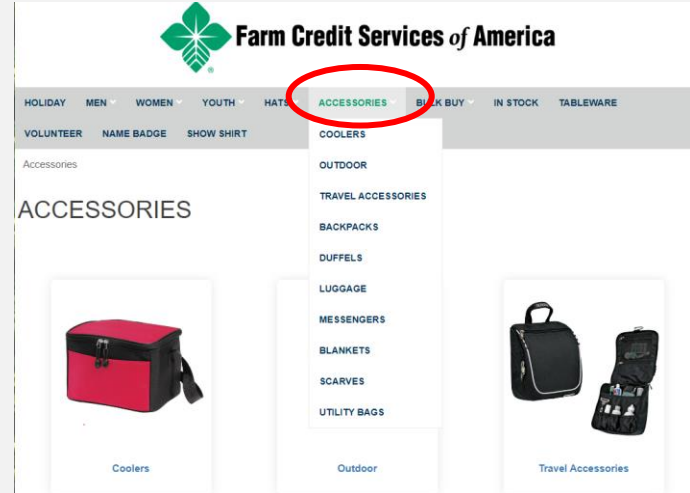 Farm Credit Services of America
HOLIDAY MEN WOMEN YOUTH HATS ACCESSORIES BULK BUY IN STOCK TABLEWARE
VOLUNTEER NAME BADGE SHOW SHIRT
COOLERS
OUTDOOR
TRAVEL ACCESSORIES
BACKPACKS
DUFFELS
LUGGAGE
MESSENGERS
BLANKETS
SCARVES
UTILITY BAGS
Accessories
ACCESSORIES
Coolers Outdoor Travel Accessories